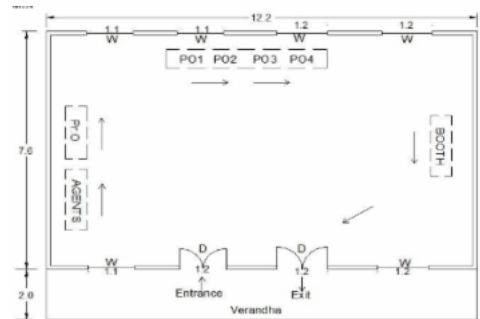 12.2
1.1 1.1 1.2 1.2
W W W W
PO1 PO2 PO3 PO4
7.6
PrO
BOOTH
AGENTS
W D D W
1.1 1.2 1.2 1.2
2.0
Entrance Exit
Verandha